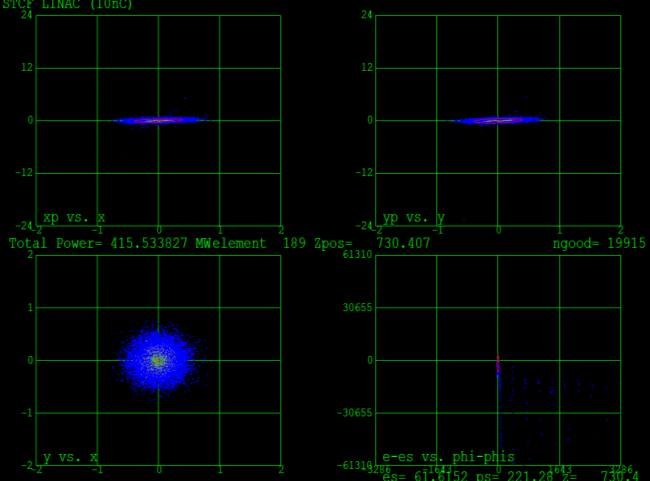 STCF LINAC (10nC)
24 24
12 12
0 0
-12 -12
-24 xp vs. x -24 yp vs. y
-2 -1 0 1 2 -2 -1 0 1 2
Total Power= 415.533827 MWelement 189 Zpos= 730.407 ngood= 19915
2 61310
1 30655
0 0
-1 -30655
y vs. x e-es vs. phi-phis
-2 -61310
-2 -1 0 1 2 -3286 -1643 0 1643 3286
es= 61.6152 ps= 221.28 z= 730.4